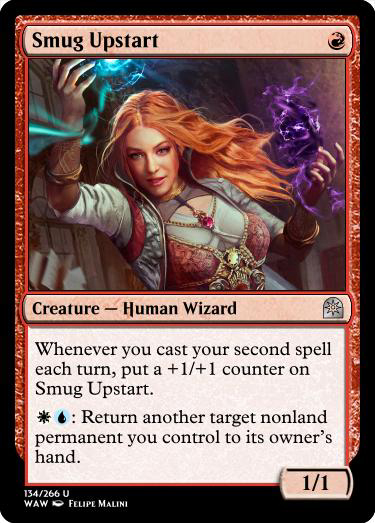 Smug Upstart
Creature — Human Wizard
Whenever you cast your second spell
each turn, put a +1/+1 counter on
Smug Upstart.
: Return another target nonland
permanent you control to its owner's
hand.
1/1
134/266 U
WAW Felipe Malini